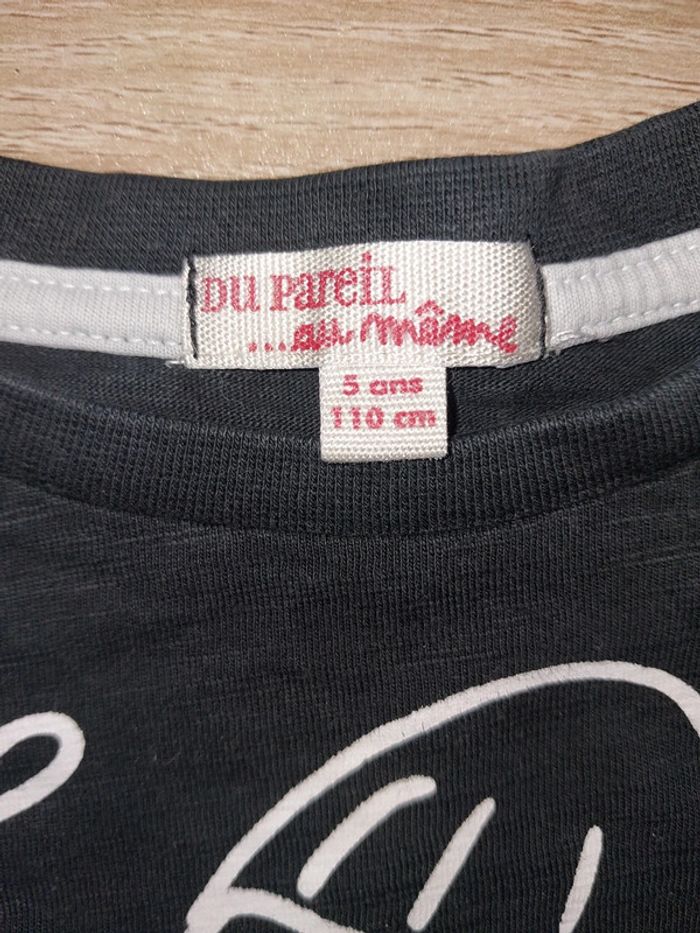 DU PAREIL
...au même
5 ans
110 cm